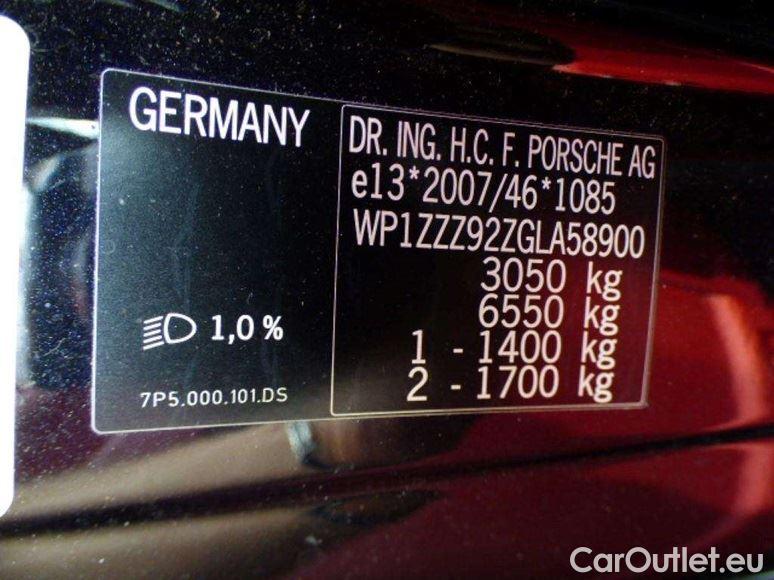 GERMANY
DR. ING. H.C. F. PORSCHE AG
e13*2007/46*1085
WP1ZZZ92ZGLA58900
3050 kg
6550 kg
1 - 1400 kg
2 - 1700 kg
1,0 %
7P5.000.101.DS
CarOutlet.eu